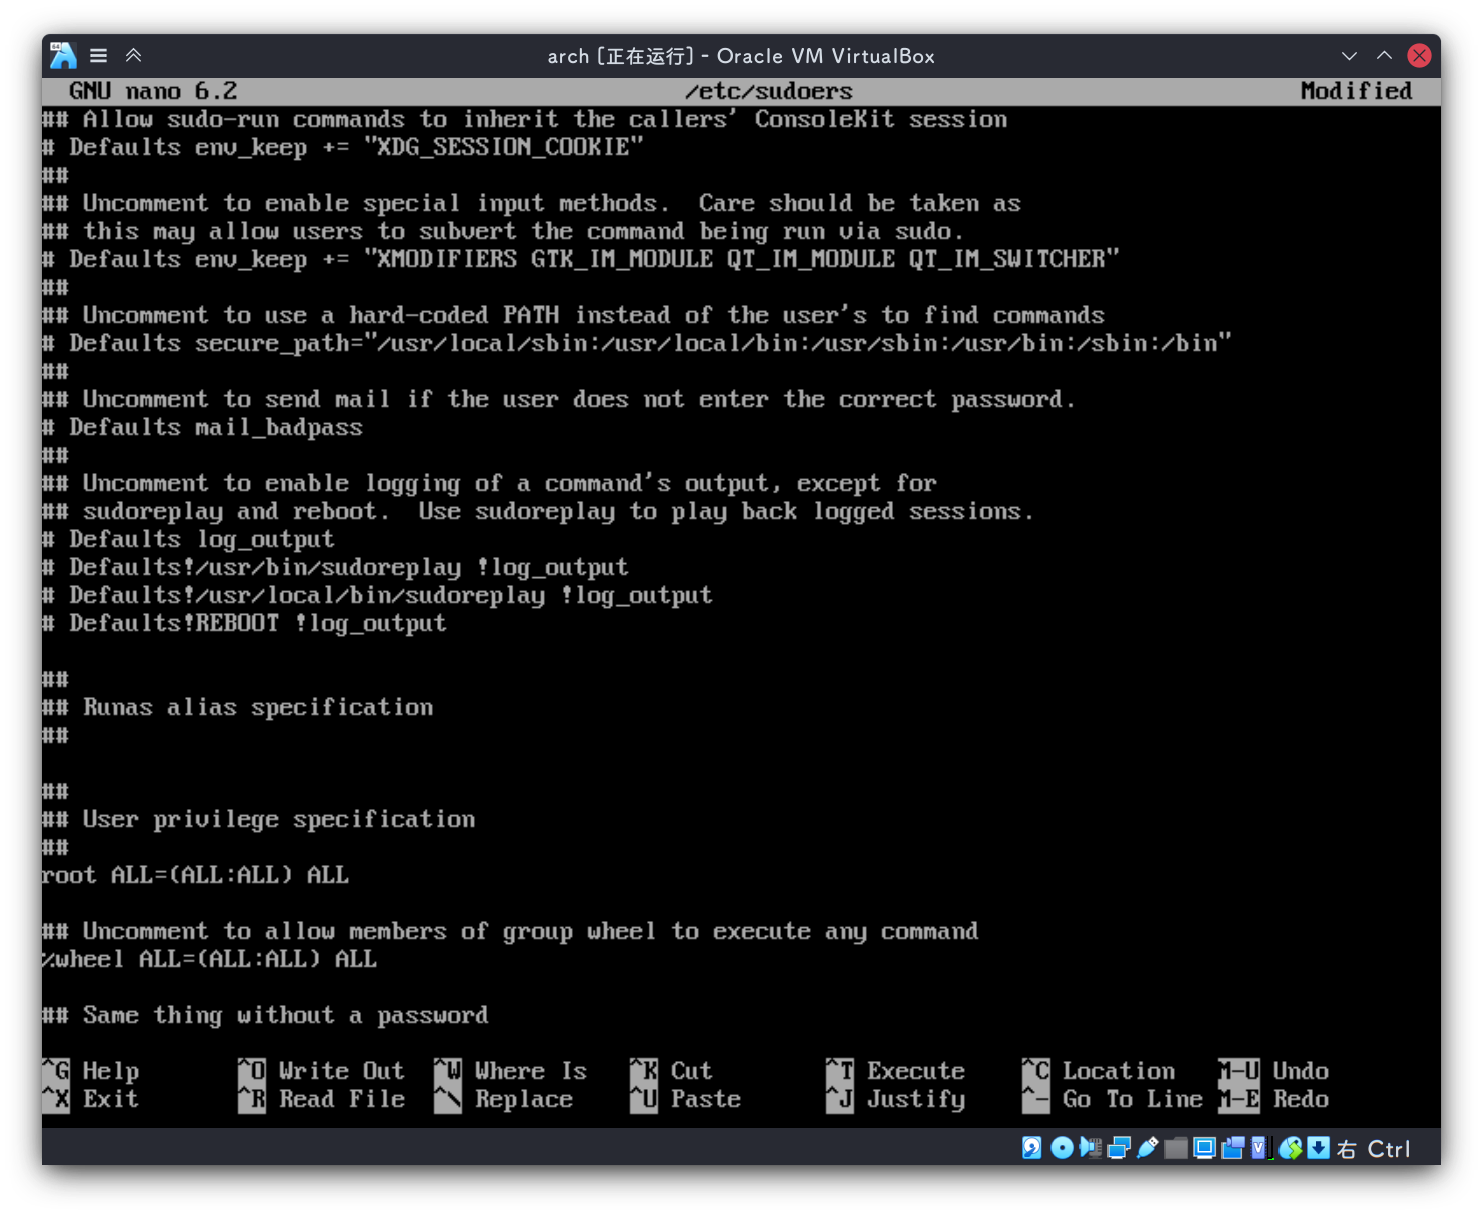 arch [正在运行] - Oracle VM VirtualBox
GNU nano 6.2 /etc/sudoers Modified
## Allow sudo-run commands to inherit the callers' ConsoleKit session
# Defaults env_keep += "XDG_SESSION_COOKIE"
##
## Uncomment to enable special input methods.  Care should be taken as
## this may allow users to subvert the command being run via sudo.
# Defaults env_keep += "XMODIFIERS GTK_IM_MODULE QT_IM_MODULE QT_IM_SWITCHER"
##
## Uncomment to use a hard-coded PATH instead of the user's to find commands
# Defaults secure_path="/usr/local/sbin:/usr/local/bin:/usr/sbin:/usr/bin:/sbin:/bin"
##
## Uncomment to send mail if the user does not enter the correct password.
# Defaults mail_badpass
##
## Uncomment to enable logging of a command's output, except for
## sudoreplay and reboot.  Use sudoreplay to play back logged sessions.
# Defaults log_output
# Defaults!/usr/bin/sudoreplay !log_output
# Defaults!/usr/local/bin/sudoreplay !log_output
# Defaults!REBOOT !log_output
##
## Runas alias specification
##
##
## User privilege specification
##
root ALL=(ALL:ALL) ALL
## Uncomment to allow members of group wheel to execute any command
%wheel ALL=(ALL:ALL) ALL
## Same thing without a password
^G Help ^O Write Out ^W Where Is ^K Cut ^T Execute ^C Location M-U Undo
^X Exit ^R Read File ^\ Replace ^U Paste ^J Justify ^- Go To Line M-E Redo
右 Ctrl